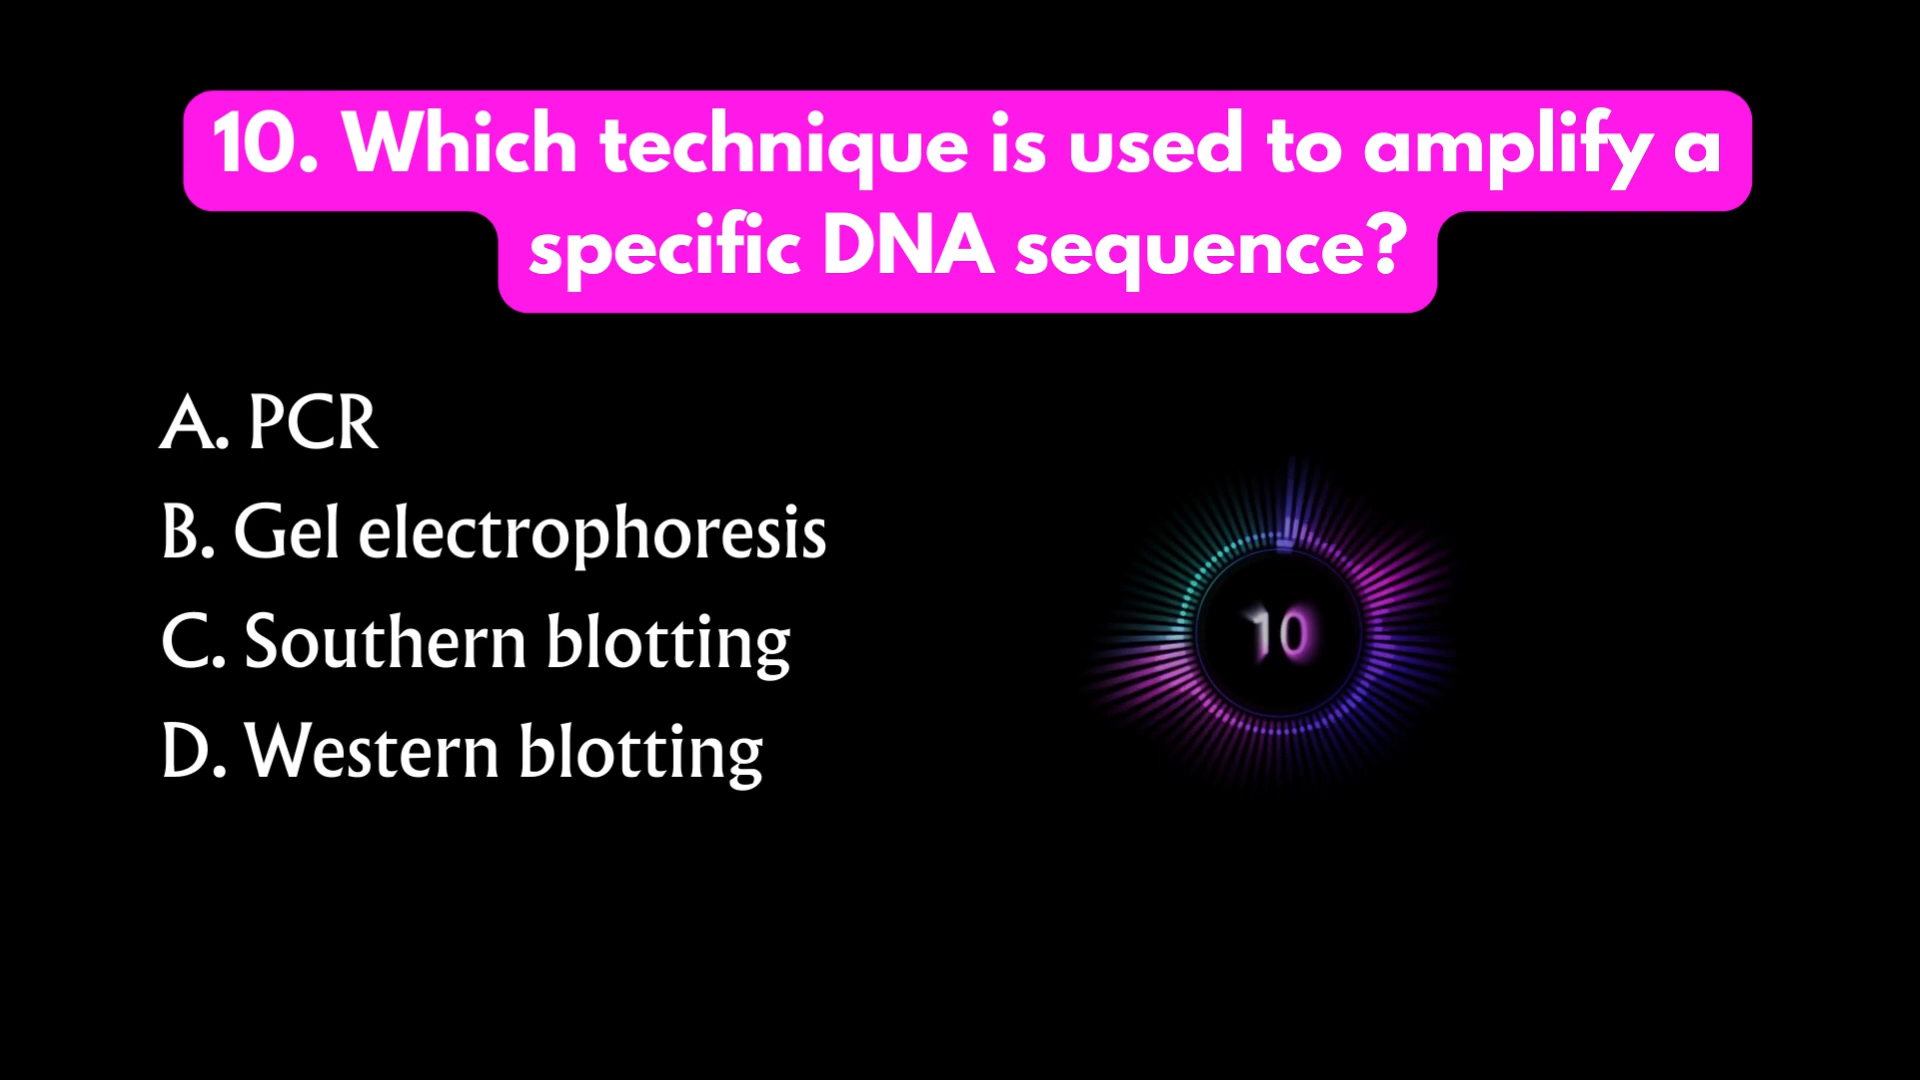 10. Which technique is used to amplify a
specific DNA sequence?
A. PCR
B. Gel electrophoresis
C. Southern blotting
D. Western blotting
10